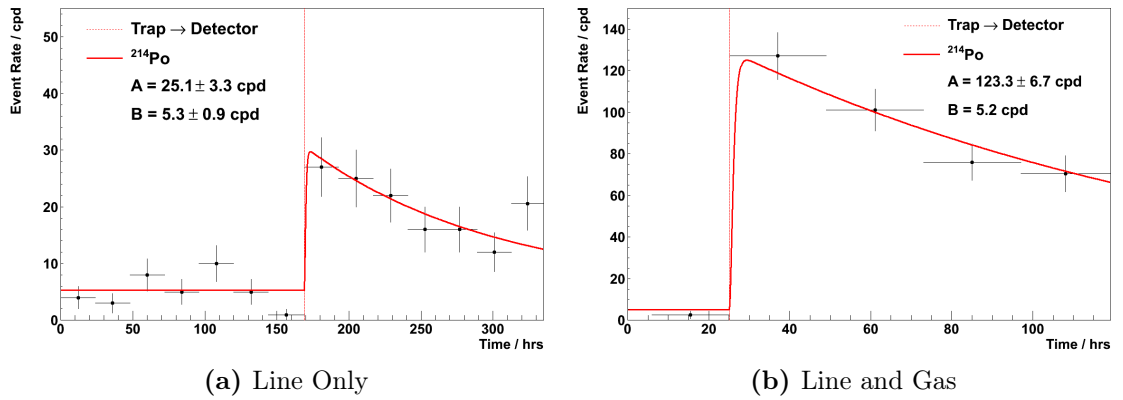 Event Rate / cpd
50
40
30
20
10
0
Trap → Detector
²¹⁴Po
A = 25.1 ± 3.3 cpd
B = 5.3 ± 0.9 cpd
0 50 100 150 200 250 300
Time / hrs
(a) Line Only
Event Rate / cpd
140
120
100
80
60
40
20
0
Trap → Detector
²¹⁴Po
A = 123.3 ± 6.7 cpd
B = 5.2 cpd
0 20 40 60 80 100
Time / hrs
(b) Line and Gas